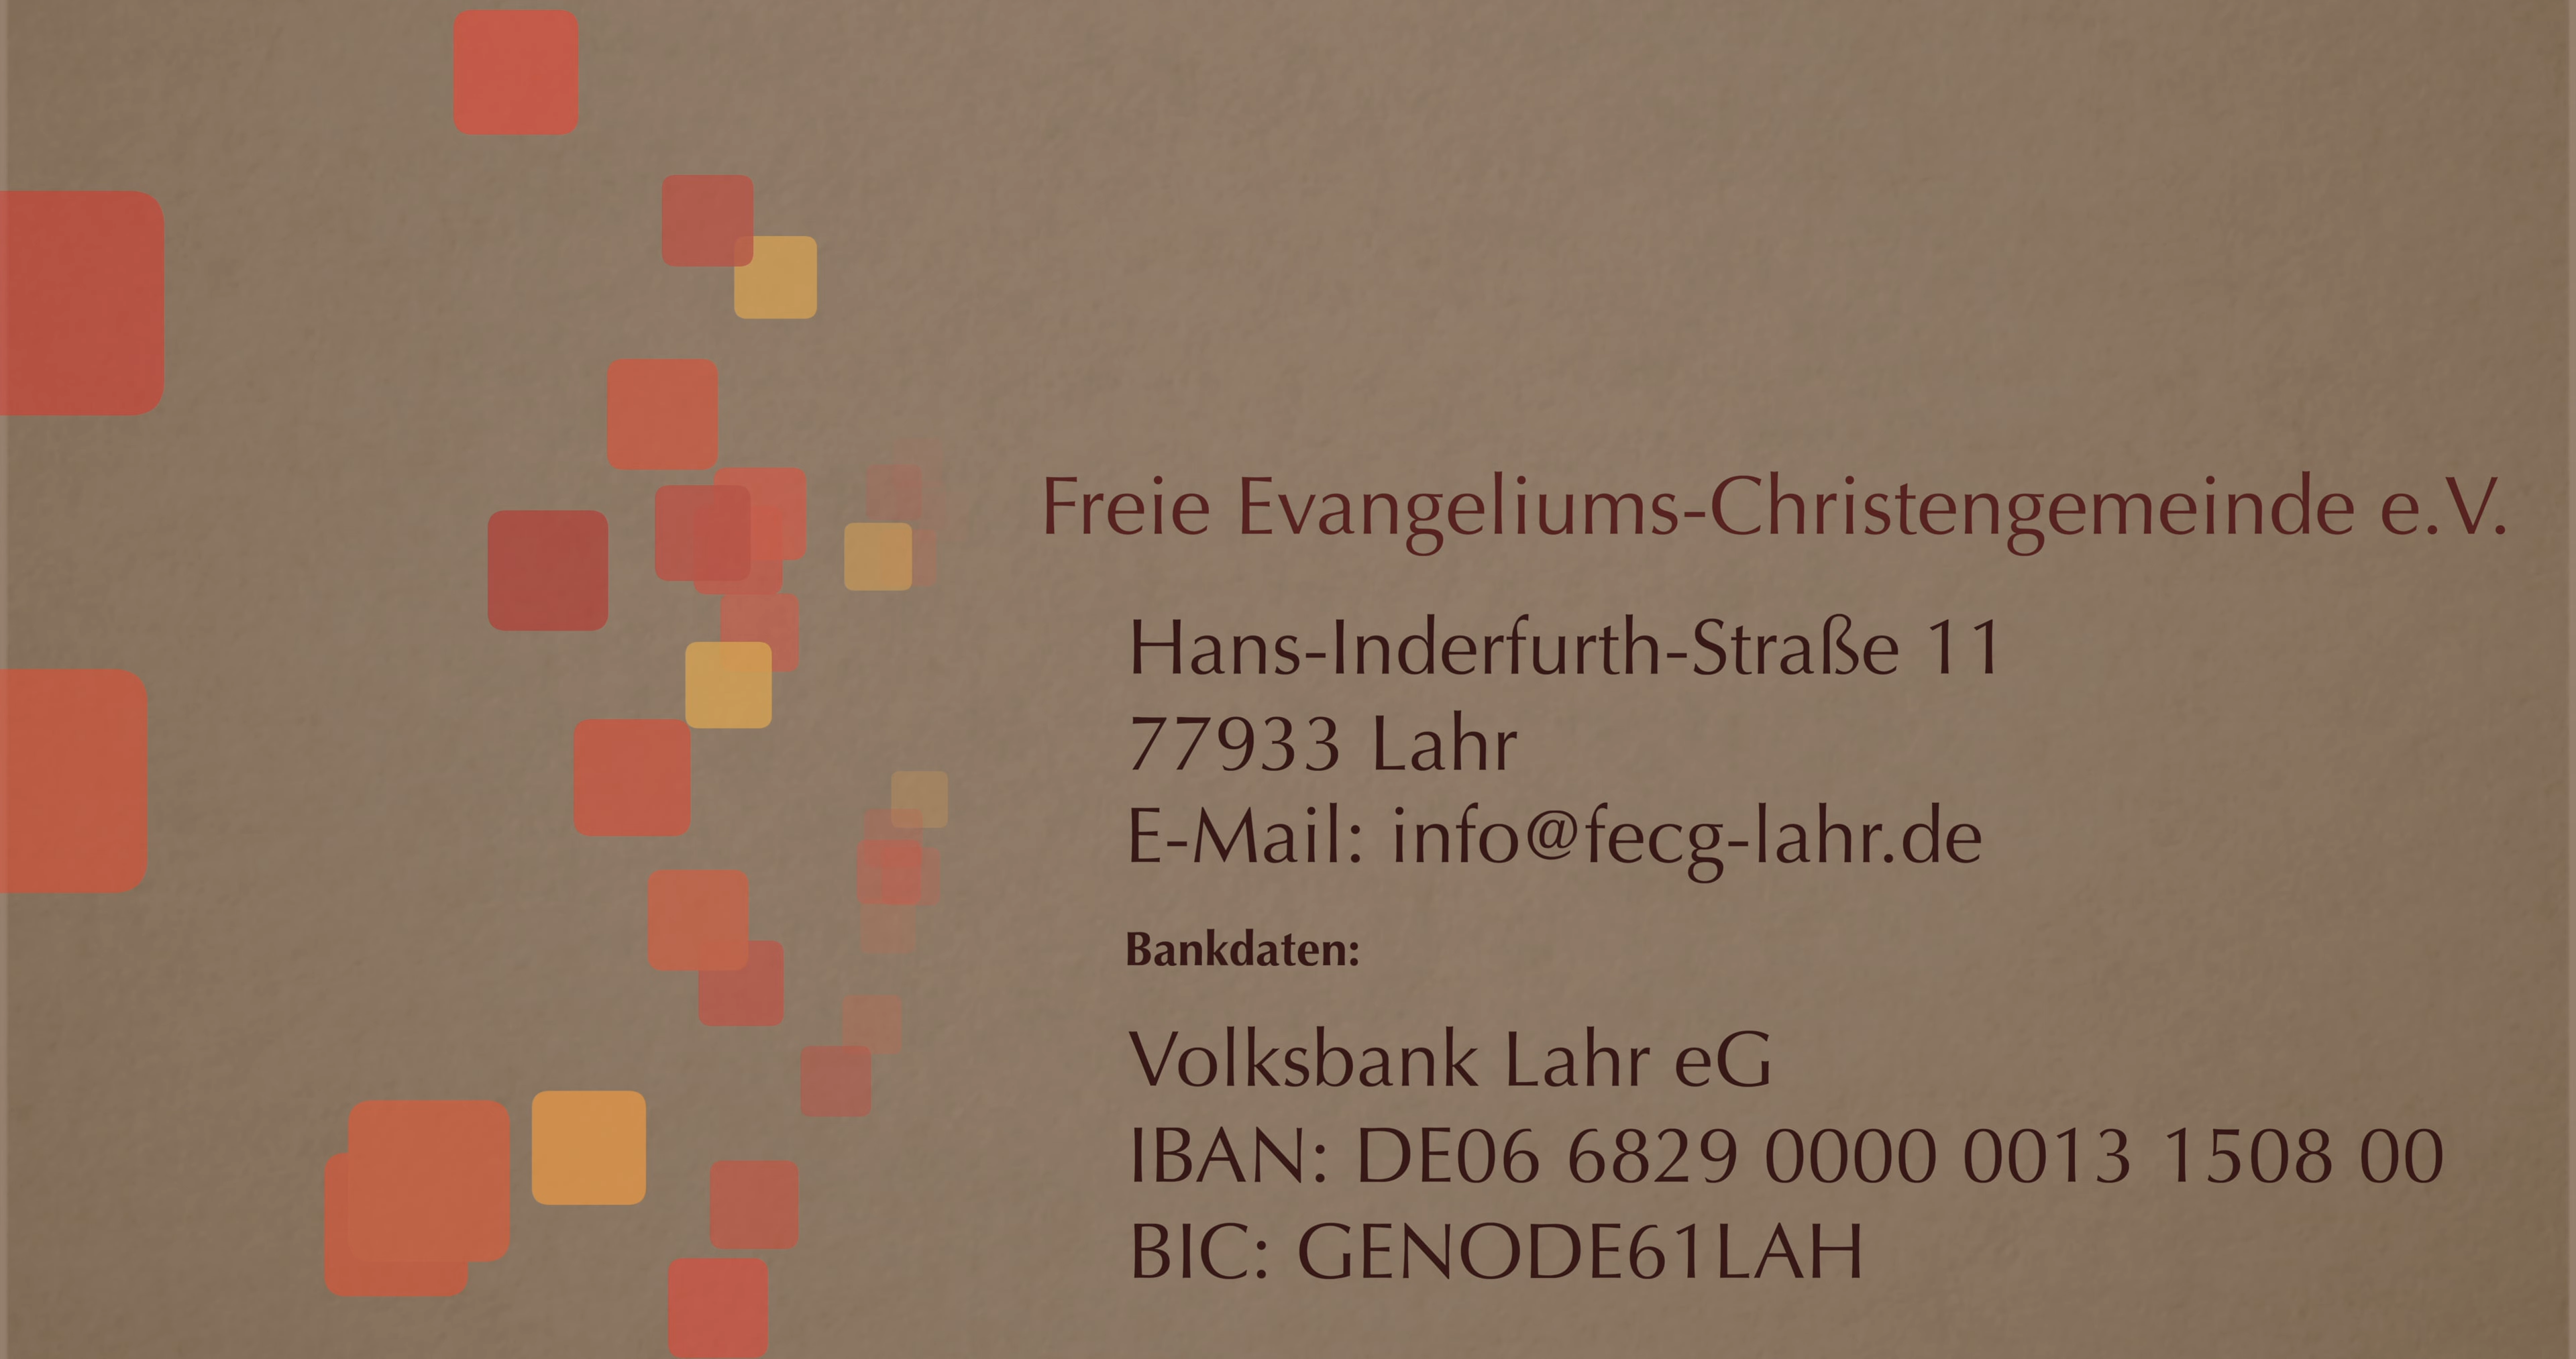 Freie Evangeliums-Christengemeinde e.V.
Hans-Inderfurth-Straße 11
77933 Lahr
E-Mail: info@fecg-lahr.de
Bankdaten:
Volksbank Lahr eG
IBAN: DE06 6829 0000 0013 1508 00
BIC: GENODE61LAH